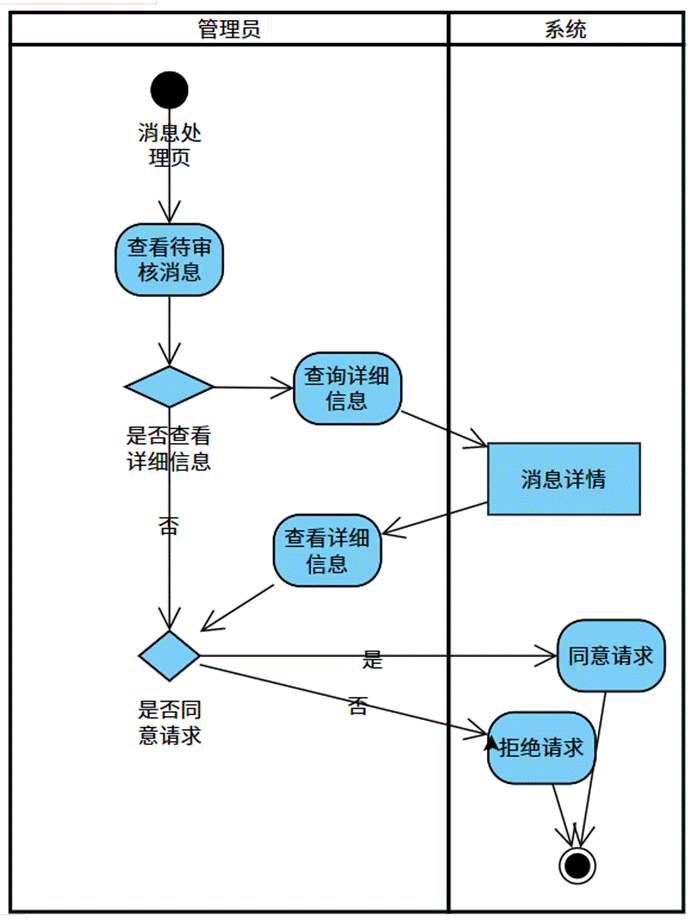 管理员
系统
消息处
理页
查看待审
核消息
查询详细
信息
是否查看
详细信息
消息详情
否
查看详细
信息
是
同意请求
否
是否同
意请求
拒绝请求